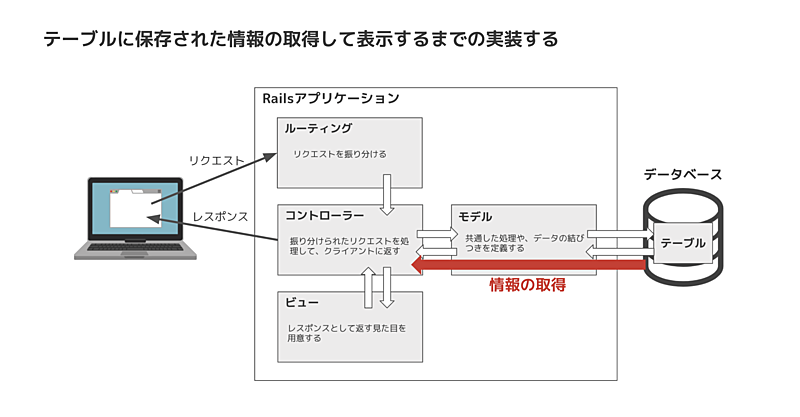 テーブルに保存された情報の取得して表示するまでの実装する
Railsアプリケーション
ルーティング
リクエストを振り分ける
リクエスト
レスポンス
コントローラー
振り分けられたリクエストを処
理して、クライアントに返す
モデル
共通した処理や、データの結び
つきを定義する
データベース
テーブル
情報の取得
ビュー
レスポンスとして返す見た目を
用意する